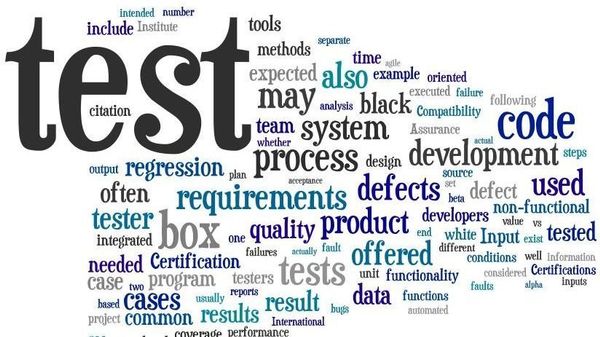 intended number
include Institute
test
tools
methods separate
time agile
expected also example oriented
citation
may analysis black executed failure
Compatibility following
team system Assurance code
whether actual
output regression plan process design development steps
acceptance source
often requirements defects set defect used
beta
tester non-functional
integrated box one quality product developers value vs
end white Input exist tested
failures actually fault offered different
needed Certification conditions well Information
case program testers tests unit functionality considered Certifications
two inputs
based cases usually reports result data functions faults alpha
project common results bugs automated
International
coverage performance